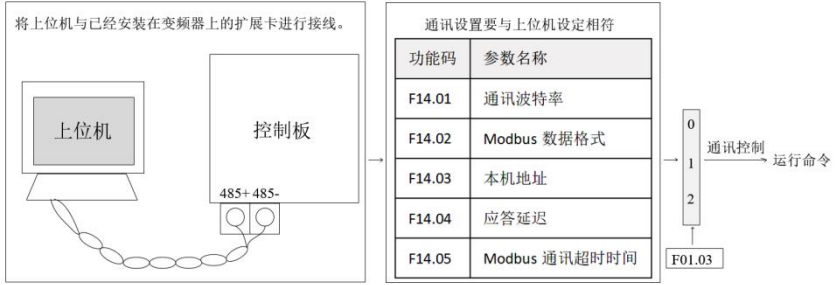 将上位机与已经安装在变频器上的扩展卡进行接线。
上位机
控制板
485+ 485-
通讯设置要与上位机设定相符
功能码 参数名称
F14.01 通讯波特率
F14.02 Modbus 数据格式
F14.03 本机地址
F14.04 应答延迟
F14.05 Modbus 通讯超时时间
0
1
2
通讯控制
运行命令
F01.03